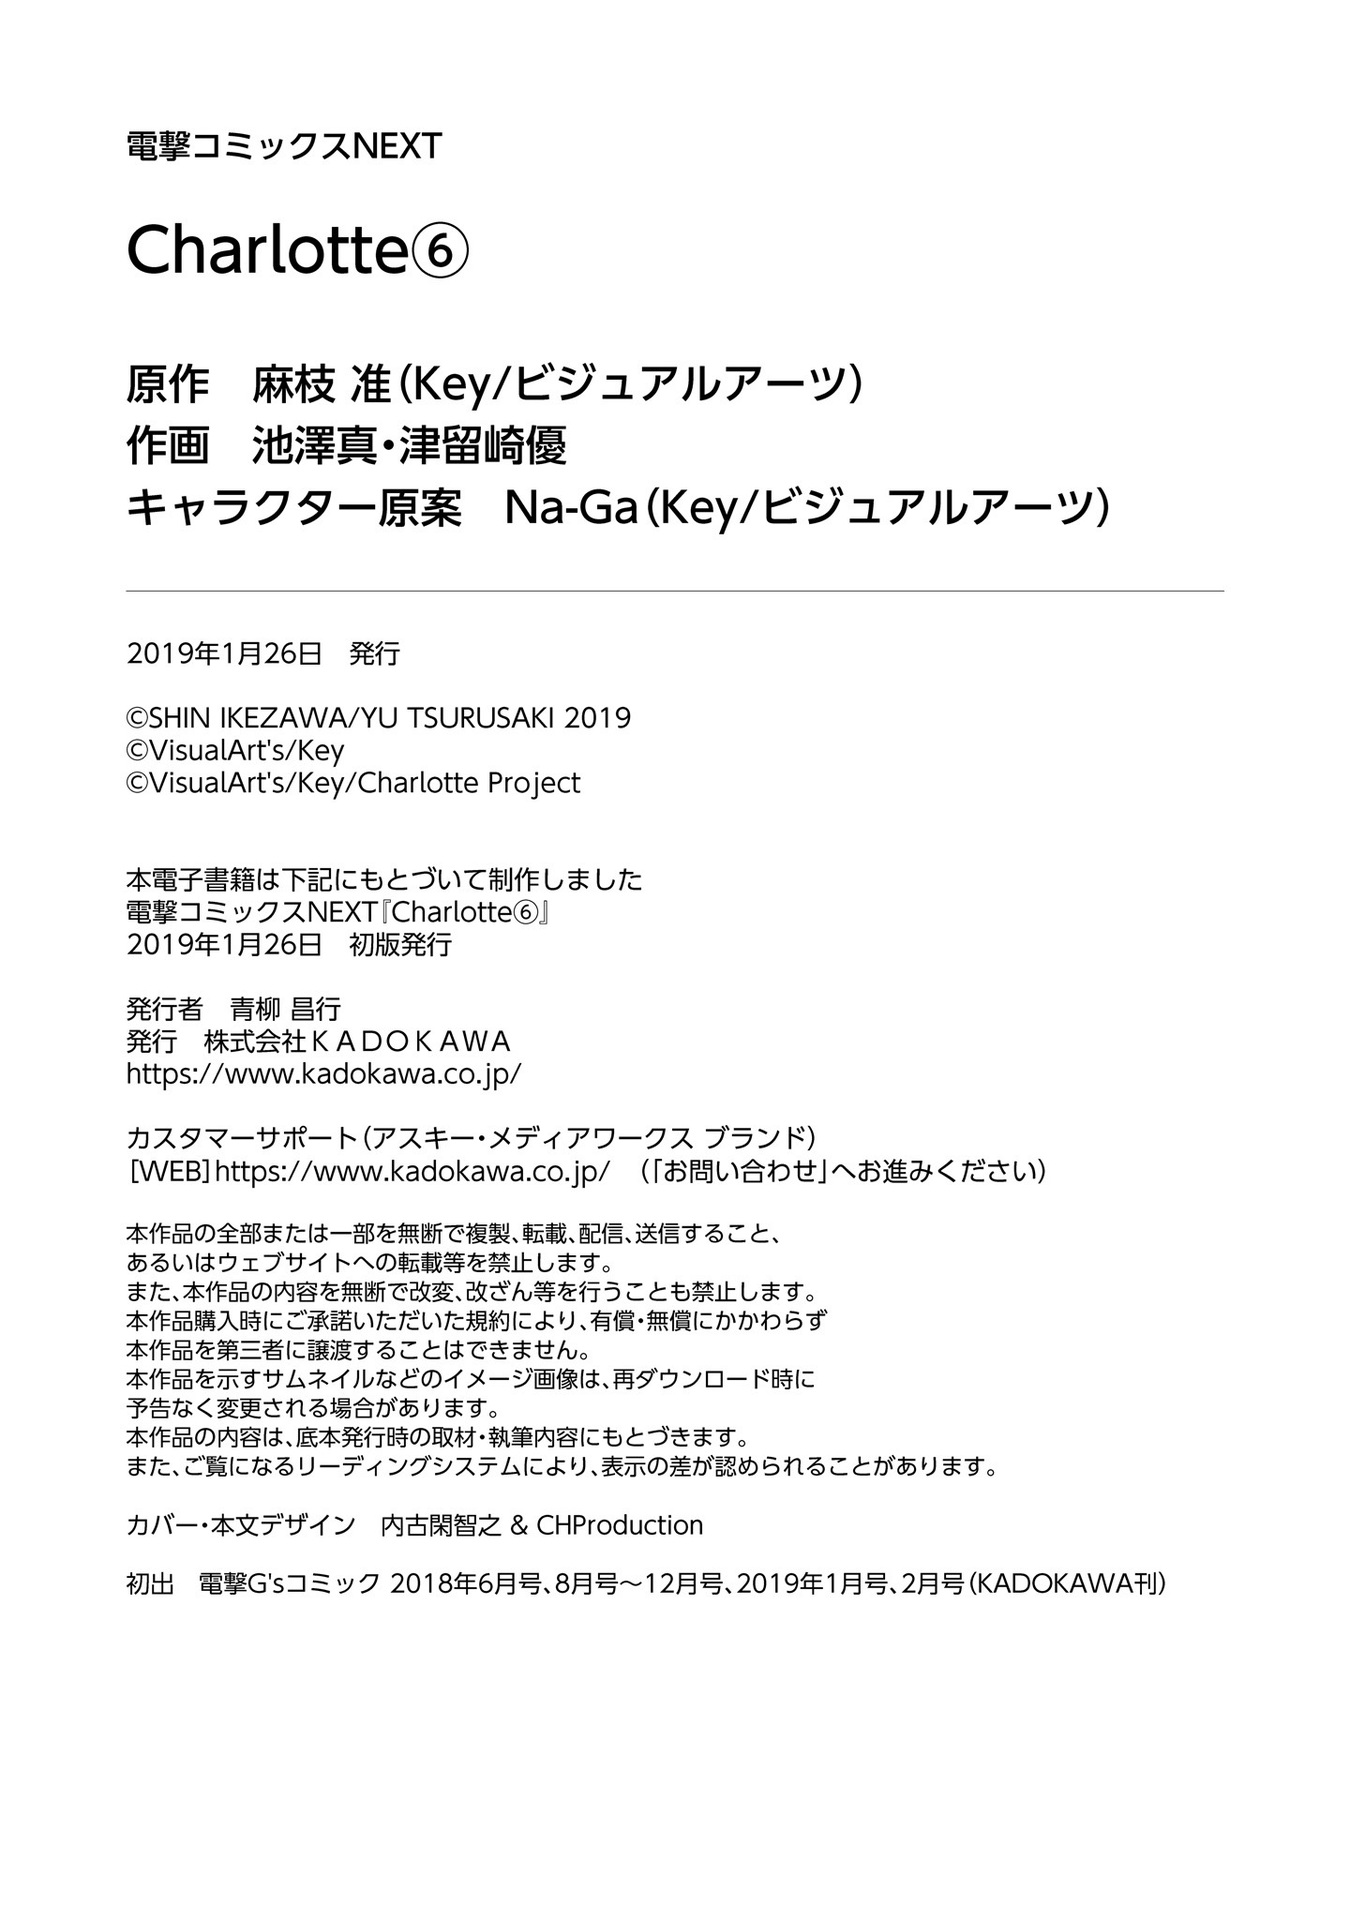 電撃コミックスNEXT
Charlotte⑥
原作　麻枝 准（Key/ビジュアルアーツ）
作画　池澤真・津留崎優
キャラクター原案　Na-Ga（Key/ビジュアルアーツ）
2019年1月26日　発行
©SHIN IKEZAWA/YU TSURUSAKI 2019
©VisualArt's/Key
©VisualArt's/Key/Charlotte Project
本電子書籍は下記にもとづいて制作しました
電撃コミックスNEXT『Charlotte⑥』
2019年1月26日　初版発行
発行者　青柳 昌行
発行　株式会社ＫＡＤＯＫＡＷＡ
https://www.kadokawa.co.jp/
カスタマーサポート（アスキー・メディアワークス ブランド）
［WEB］https://www.kadokawa.co.jp/　（「お問い合わせ」へお進みください）
本作品の全部または一部を無断で複製、転載、配信、送信すること、
あるいはウェブサイトへの転載等を禁止します。
また、本作品の内容を無断で改変、改ざん等を行うことも禁止します。
本作品購入時にご承諾いただいた規約により、有償・無償にかかわらず
本作品を第三者に譲渡することはできません。
本作品を示すサムネイルなどのイメージ画像は、再ダウンロード時に
予告なく変更される場合があります。
本作品の内容は、底本発行時の取材・執筆内容にもとづきます。
また、ご覧になるリーディングシステムにより、表示の差が認められることがあります。
カバー・本文デザイン　内古閑智之 & CHProduction
初出　電撃G'sコミック 2018年6月号、8月号～12月号、2019年1月号、2月号（KADOKAWA刊）